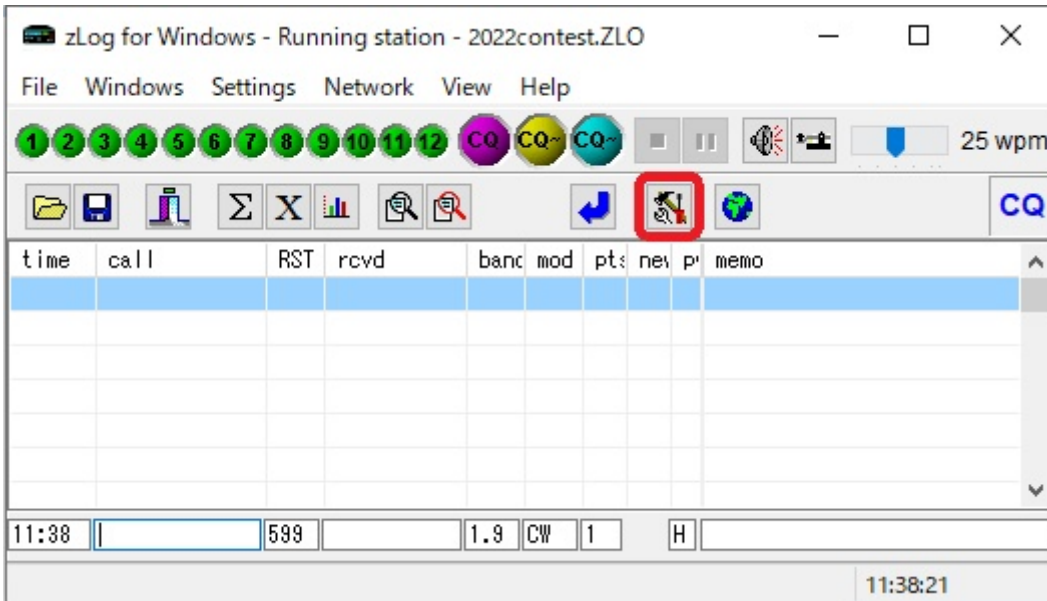 zLog for Windows - Running station - 2022contest.ZLO
File Windows Settings Network View Help
1 2 3 4 5 6 7 8 9 10 11 12 CQ CQ~ CQ~ 25 wpm
Σ X CQ
time call RST rcvd banc mod pts new p memo
11:38 599 1.9 CW 1 H
11:38:21